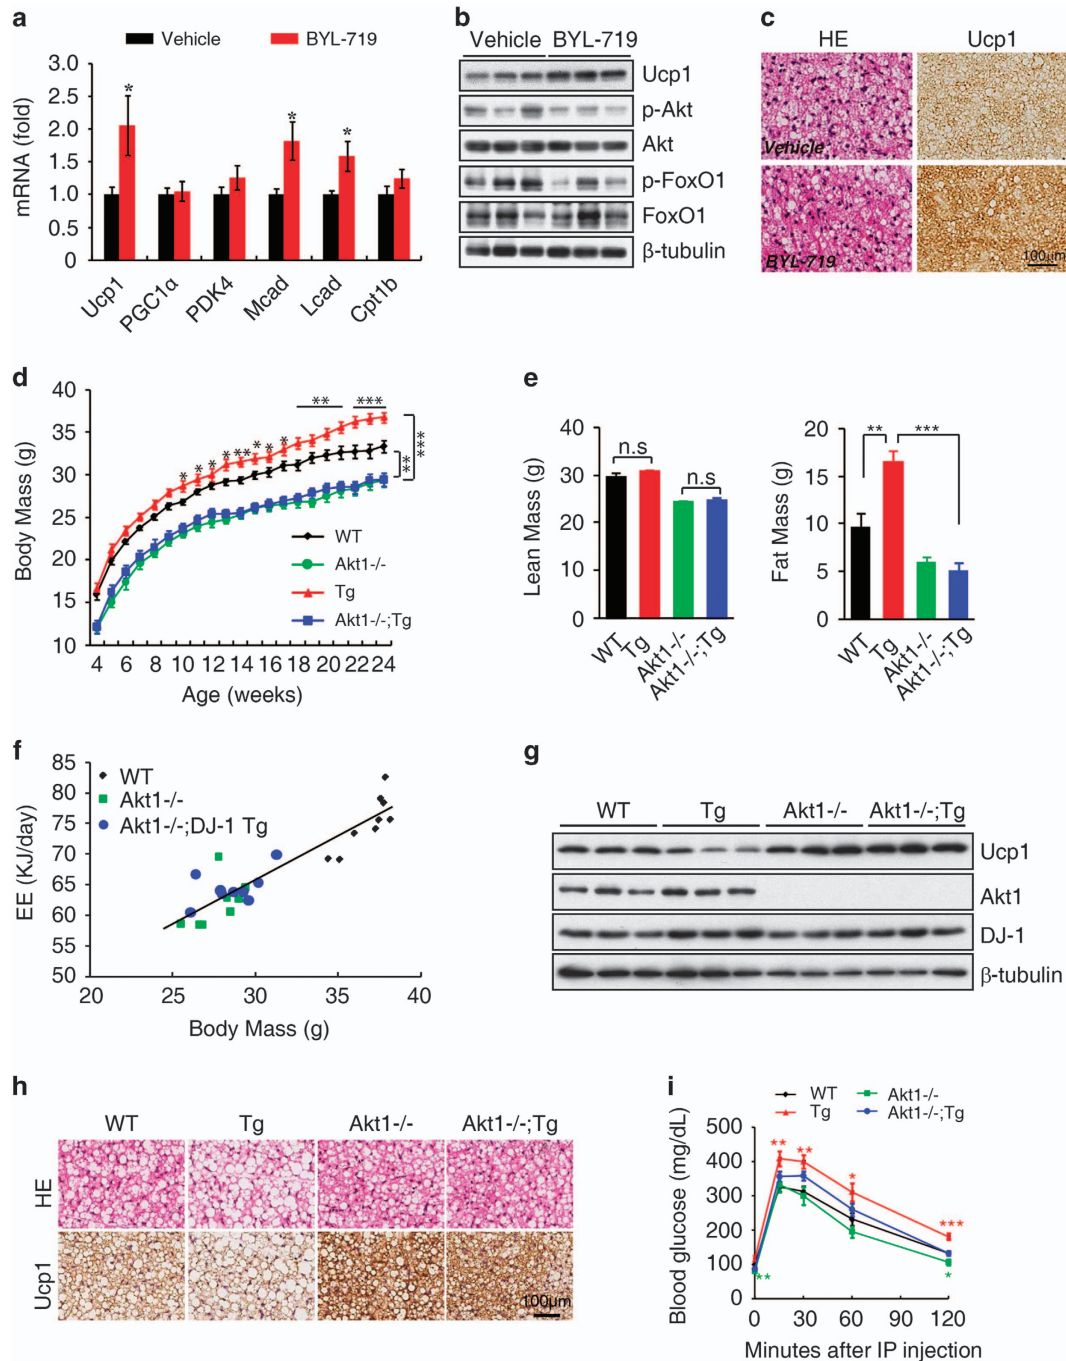 a
Vehicle BYL-719
mRNA (fold)
3.0
2.5
2.0
1.5
1.0
0.5
0
* * *
Ucp1 PGC1α PDK4 Mcad Lcad Cpt1b
b
Vehicle BYL-719
Ucp1
p-Akt
Akt
p-FoxO1
FoxO1
β-tubulin
c
HE Ucp1
Vehicle
BYL-719
100μm
d
Body Mass (g)
40
35
30
25
20
15
10
** ***
* * * * ** * * *
***
**
WT
Akt1-/-
Tg
Akt1-/-;Tg
4 6 8 10 12 14 16 18 20 22 24
Age (weeks)
e
Lean Mass (g)
40
30
20
10
0
n.s
n.s
WT Tg Akt1-/- Akt1-/-;Tg
Fat Mass (g)
20
15
10
5
0
** ***
WT Tg Akt1-/- Akt1-/-;Tg
f
EE (KJ/day)
85
80
75
70
65
60
55
50
WT
Akt1-/-
Akt1-/-;DJ-1 Tg
20 25 30 35 40
Body Mass (g)
g
WT Tg Akt1-/- Akt1-/-;Tg
Ucp1
Akt1
DJ-1
β-tubulin
h
WT Tg Akt1-/- Akt1-/-;Tg
HE
Ucp1
100μm
i
WT Akt1-/-
Tg Akt1-/-;Tg
Blood glucose (mg/dL)
500
400
300
200
100
0
** ** * ***
** *
0 30 60 90 120
Minutes after IP injection